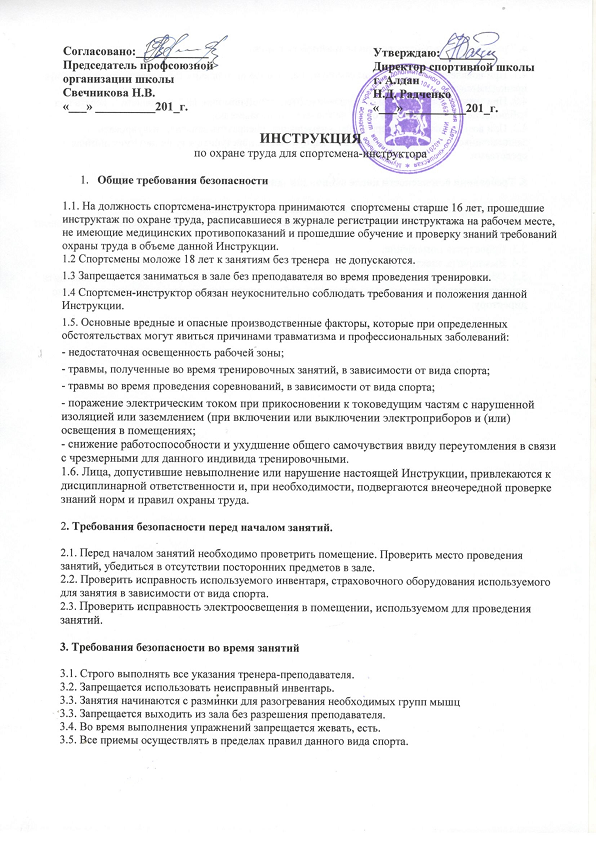 Согласовано:
Председатель профсоюзной
организации школы
Свечникова Н.В.
«___» __________201_г.
Утверждаю:
Директор спортивной школы
г. Алдан
Н.Д. Радченко
«___» __________201_г.
ИНСТРУКЦИЯ
по охране труда для спортсмена-инструктора
1. Общие требования безопасности
1.1. На должность спортсмена-инструктора принимаются спортсмены старше 16 лет, прошедшие
инструктаж по охране труда, расписавшиеся в журнале регистрации инструктажа на рабочем месте,
не имеющие медицинских противопоказаний и прошедшие обучение и проверку знаний требований
охраны труда в объеме данной Инструкции.
1.2 Спортсмены моложе 18 лет к занятиям без тренера не допускаются.
1.3 Запрещается заниматься в зале без преподавателя во время проведения тренировки.
1.4 Спортсмен-инструктор обязан неукоснительно соблюдать требования и положения данной
Инструкции.
1.5. Основные вредные и опасные производственные факторы, которые при определенных
обстоятельствах могут явиться причинами травматизма и профессиональных заболеваний:
- недостаточная освещенность рабочей зоны;
- травмы, полученные во время тренировочных занятий, в зависимости от вида спорта;
- травмы во время проведения соревнований, в зависимости от вида спорта;
- поражение электрическим током при прикосновении к токоведущим частям с нарушенной
изоляцией или заземлением (при включении или выключении электроприборов и (или)
освещения в помещениях;
- снижение работоспособности и ухудшение общего самочувствия ввиду переутомления в связи
с чрезмерными для данного индивида тренировочными.
1.6. Лица, допустившие невыполнение или нарушение настоящей Инструкции, привлекаются к
дисциплинарной ответственности и, при необходимости, подвергаются внеочередной проверке
знаний норм и правил охраны труда.
2. Требования безопасности перед началом занятий.
2.1. Перед началом занятий необходимо проветрить помещение. Проверить место проведения
занятий, убедиться в отсутствии посторонних предметов в зале.
2.2. Проверить исправность используемого инвентаря, страховочного оборудования используемого
для занятия в зависимости от вида спорта.
2.3. Проверить исправность электроосвещения в помещении, используемом для проведения
занятий.
3. Требования безопасности во время занятий
3.1. Строго выполнять все указания тренера-преподавателя.
3.2. Запрещается использовать неисправный инвентарь.
3.3. Занятия начинаются с разминки для разогревания необходимых групп мышц
3.3. Запрещается выходить из зала без разрешения преподавателя.
3.4. Во время выполнения упражнений запрещается жевать, есть.
3.5. Все приемы осуществлять в пределах правил данного вида спорта.